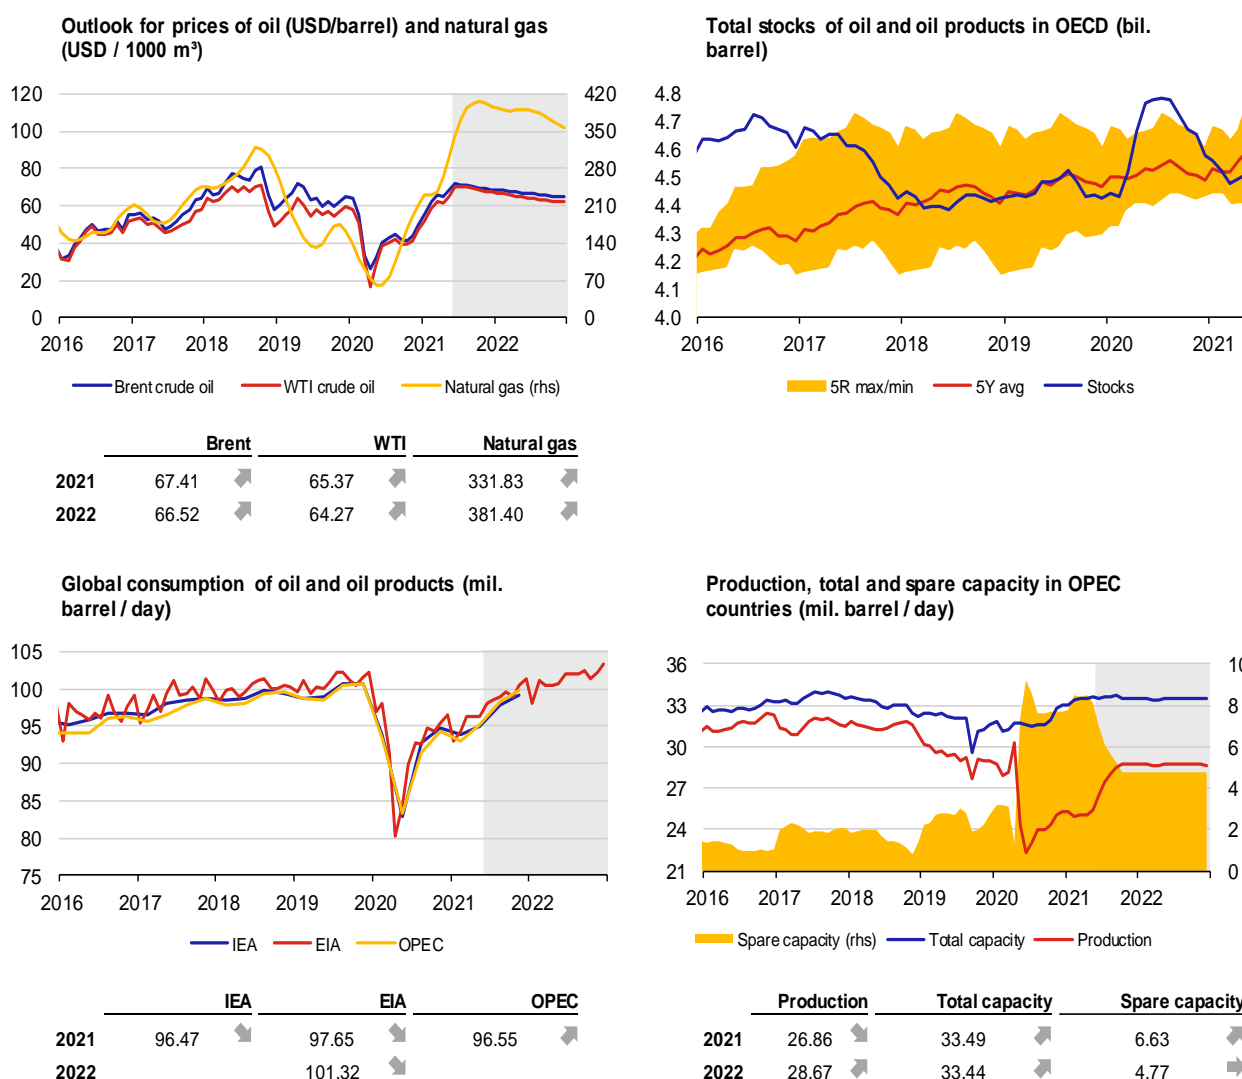 Outlook for prices of oil (USD/barrel) and natural gas
(USD / 1000 m³)
120
100
80
60
40
20
0
420
350
280
210
140
70
0
2016 2017 2018 2019 2020 2021 2022
Brent crude oil WTI crude oil Natural gas (rhs)
Brent WTI Natural gas
2021 67.41 65.37 331.83
2022 66.52 64.27 381.40
Total stocks of oil and oil products in OECD (bil.
barrel)
4.8
4.7
4.6
4.5
4.4
4.3
4.2
4.1
4.0
2016 2017 2018 2019 2020 2021
5R max/min 5Y avg Stocks
Global consumption of oil and oil products (mil.
barrel / day)
105
100
95
90
85
80
75
2016 2017 2018 2019 2020 2021 2022
IEA EIA OPEC
IEA EIA OPEC
2021 96.47 97.65 96.55
2022 101.32
Production, total and spare capacity in OPEC
countries (mil. barrel / day)
36
33
30
27
24
21
10
8
6
4
2
0
2016 2017 2018 2019 2020 2021 2022
Spare capacity (rhs) Total capacity Production
Production Total capacity Spare capacity
2021 26.86 33.49 6.63
2022 28.67 33.44 4.77